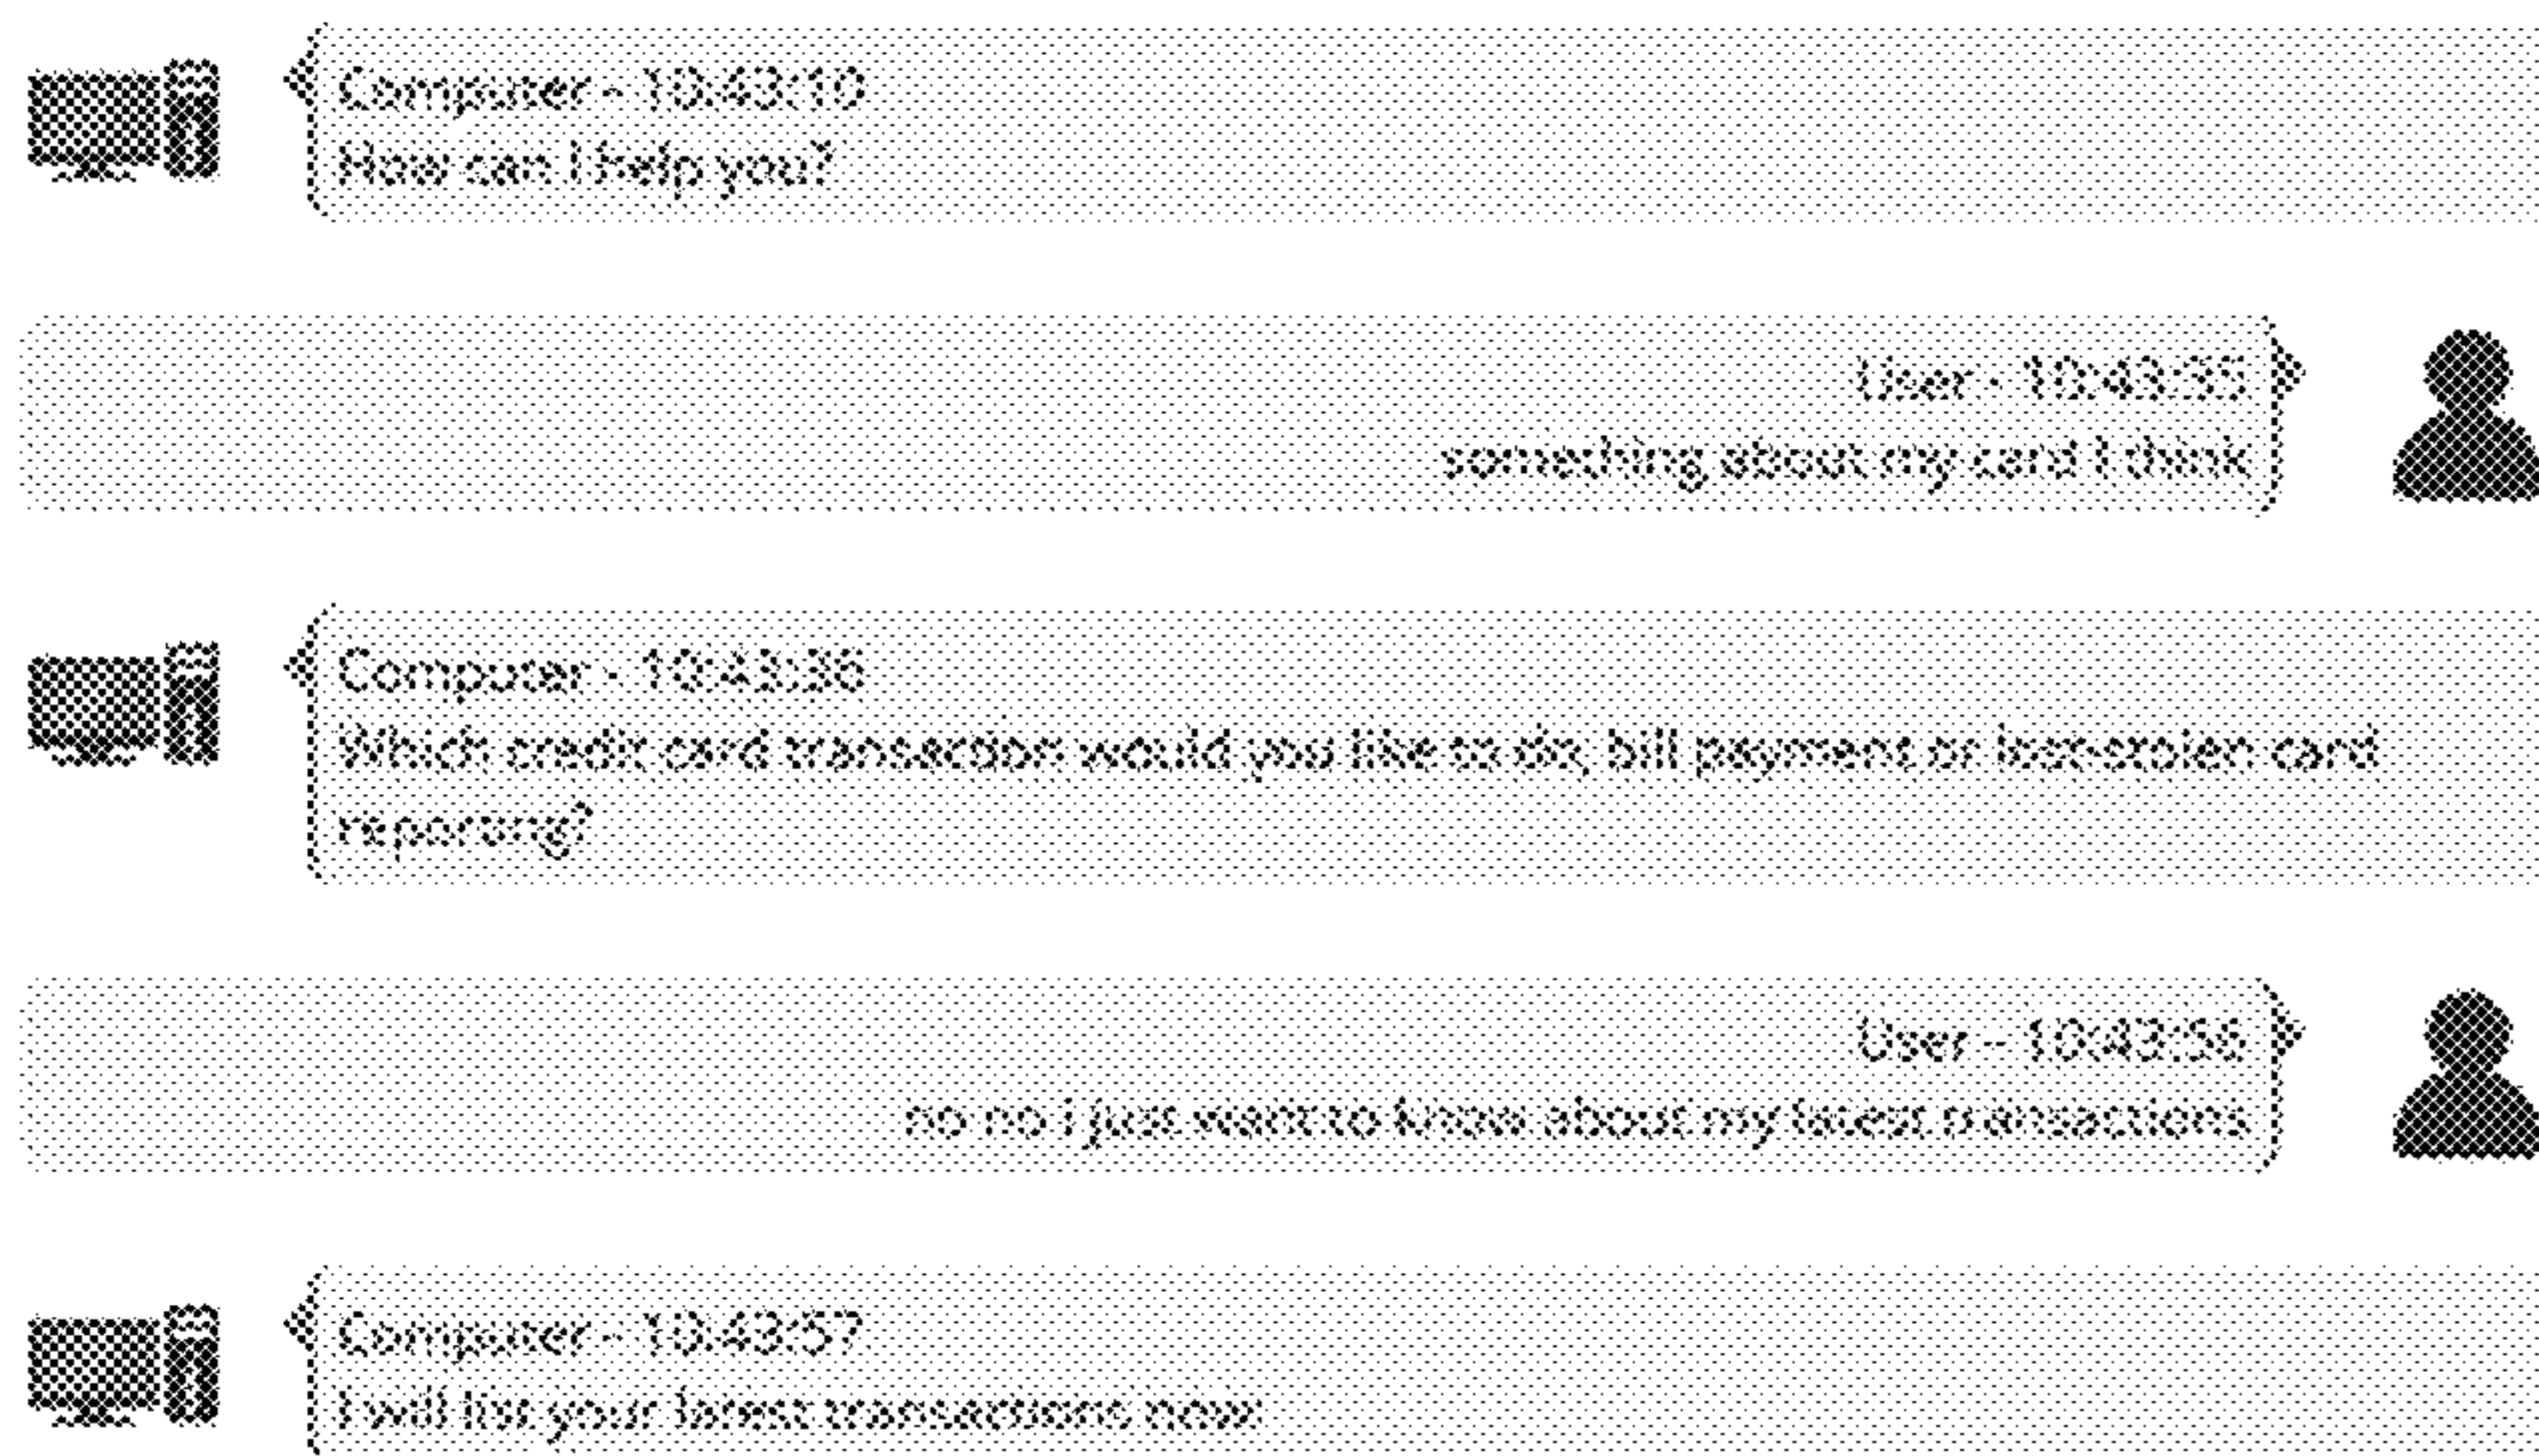 Computer - 10:43:10
How can I help you?
User - 10:43:35
something about my card I think
Computer - 10:43:36
Which credit card transaction would you like to do, bill payment or lost-stolen card
reporting?
User - 10:43:56
no no i just want to know about my latest transactions
Computer - 10:43:57
I will list your latest transactions now